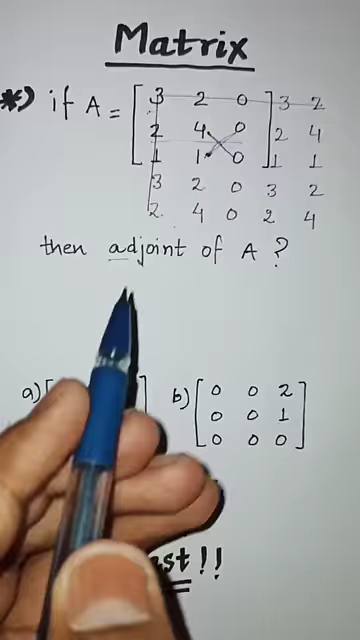 Matrix
*) if A = [ 3 2 0 ] 3 2
2 4 0 2 4
1 1 0 1 1
3 2 0 3 2
2 4 0 2 4
then adjoint of A ?
a) [ ] b) [ 0 0 2 ]
0 0 1
0 0 0
!!